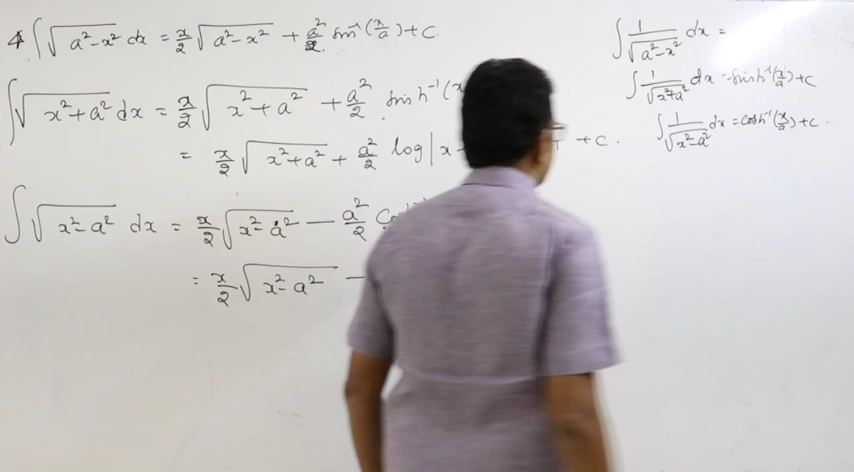 4. ∫ √(a²-x²) dx = x/2 √(a²-x²) + a²/2 sin⁻¹(x/a) + C.
∫ √(x²+a²) dx = x/2 √(x²+a²) + a²/2 sinh⁻¹(x
= x/2 √(x²+a²) + a²/2 log|x + C.
∫ √(x²-a²) dx = x/2 √(x²-a²) — a²/2
= x/2 √(x²-a²) —
∫ 1/√(a²-x²) dx =
∫ 1/√(x²+a²) dx = sinh⁻¹(x/a) + C
∫ 1/√(x²-a²) dx = cosh⁻¹(x/a) + C.